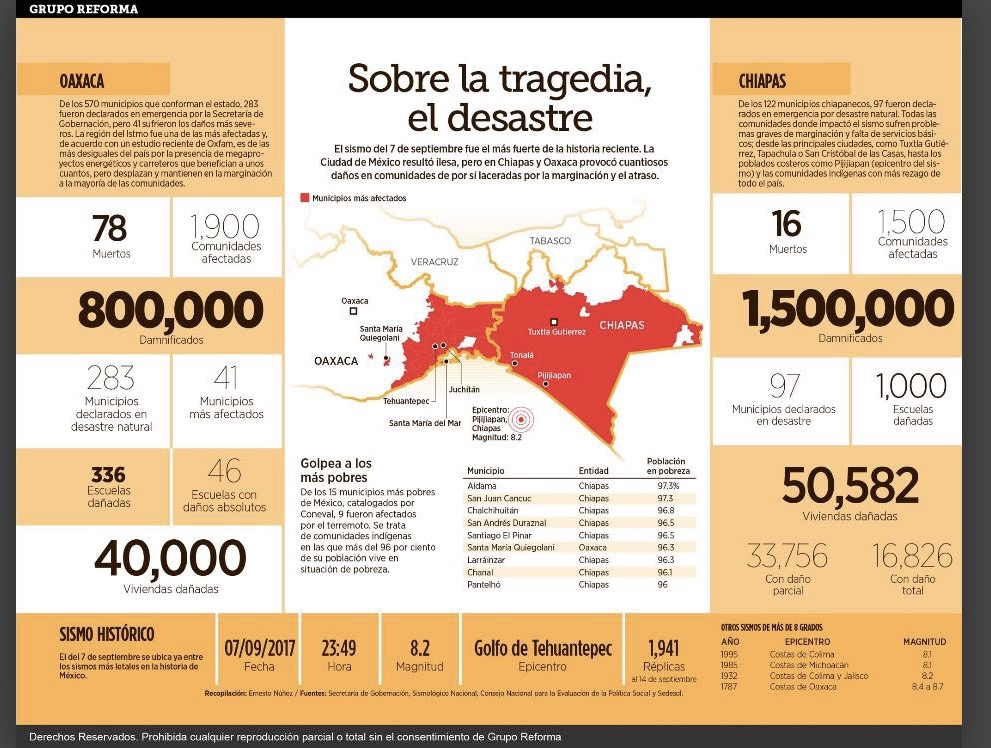 GRUPO REFORMA
OAXACA
De los 570 municipios que conforman el estado, 283
fueron declarados en emergencia por la Secretaría de
Gobernación, pero 41 sufrieron los daños más seve-
ros. La región del Istmo fue una de las más afectadas y,
de acuerdo con un estudio reciente de Oxfam, es de las
más desiguales del país por la presencia de megapro-
yectos energéticos y carreteros que benefician a unos
cuantos, pero desplazan y mantienen en la marginación
a la mayoría de las comunidades.
78
Muertos
1,900
Comunidades
afectadas
800,000
Damnificados
283
Municipios
declarados en
desastre natural
41
Municipios
más afectados
336
Escuelas
dañadas
46
Escuelas con
daños absolutos
40,000
Viviendas dañadas
Sobre la tragedia,
el desastre
El sismo del 7 de septiembre fue el más fuerte de la historia reciente. La
Ciudad de México resultó ilesa, pero en Chiapas y Oaxaca provocó cuantiosos
daños en comunidades de por sí laceradas por la marginación y el atraso.
Municipios más afectados
TABASCO
VERACRUZ
Oaxaca
Santa María
Quiegolani
OAXACA
Tuxtla Gutierrez
CHIAPAS
Tonalá
Pijijiapan
Juchitán
Tehuantepec
Santa María del Mar
Epicentro:
Pijijiapan,
Chiapas
Magnitud: 8.2
Golpea a los
más pobres
De los 15 municipios más pobres
de México, catalogados por
Coneval, 9 fueron afectados
por el terremoto. Se trata
de comunidades indígenas
en las que más del 96 por ciento
de su población vive en
situación de pobreza.
Municipio Entidad Población
en pobreza
Aldama Chiapas 97.3%
San Juan Cancuc Chiapas 97.3
Chalchihuitán Chiapas 96.8
San Andrés Duraznal Chiapas 96.5
Santiago El Pinar Chiapas 96.5
Santa María Quiegolani Oaxaca 96.3
Larráinzar Chiapas 96.3
Chanal Chiapas 96.1
Pantelhó Chiapas 96
CHIAPAS
De los 122 municipios chiapanecos, 97 fueron decla-
rados en emergencia por desastre natural. Todas las
comunidades donde impactó el sismo sufren proble-
mas graves de marginación y falta de servicios bási-
cos; desde las principales ciudades, como Tuxtla Gutié-
rrez, Tapachula o San Cristóbal de las Casas, hasta los
poblados costeros como Pijijiapan (epicentro del sis-
mo) y las comunidades indígenas con más rezago de
todo el país.
16
Muertos
1,500
Comunidades
afectadas
1,500,000
Damnificados
97
Municipios declarados
en desastre
1,000
Escuelas
dañadas
50,582
Viviendas dañadas
33,756
Con daño
parcial
16,826
Con daño
total
SISMO HISTÓRICO
El del 7 de septiembre se ubica ya entre
los sismos más letales en la historia de
México.
07/09/2017
Fecha
23:49
Hora
8.2
Magnitud
Golfo de Tehuantepec
Epicentro
1,941
Réplicas
al 14 de septiembre
OTROS SISMOS DE MÁS DE 8 GRADOS
AÑO EPICENTRO MAGNITUD
1995 Costas de Colima 8.1
1985 Costas de Michoacán 8.1
1932 Costas de Colima y Jalisco 8.2
1787 Costas de Oaxaca 8.4 a 8.7
Recopilación: Ernesto Núñez / Fuentes: Secretaría de Gobernación, Sismológico Nacional, Consejo Nacional para la Evaluación de la Política Social y Sedesol.
Derechos Reservados. Prohibida cualquier reproducción parcial o total sin el consentimiento de Grupo Reforma